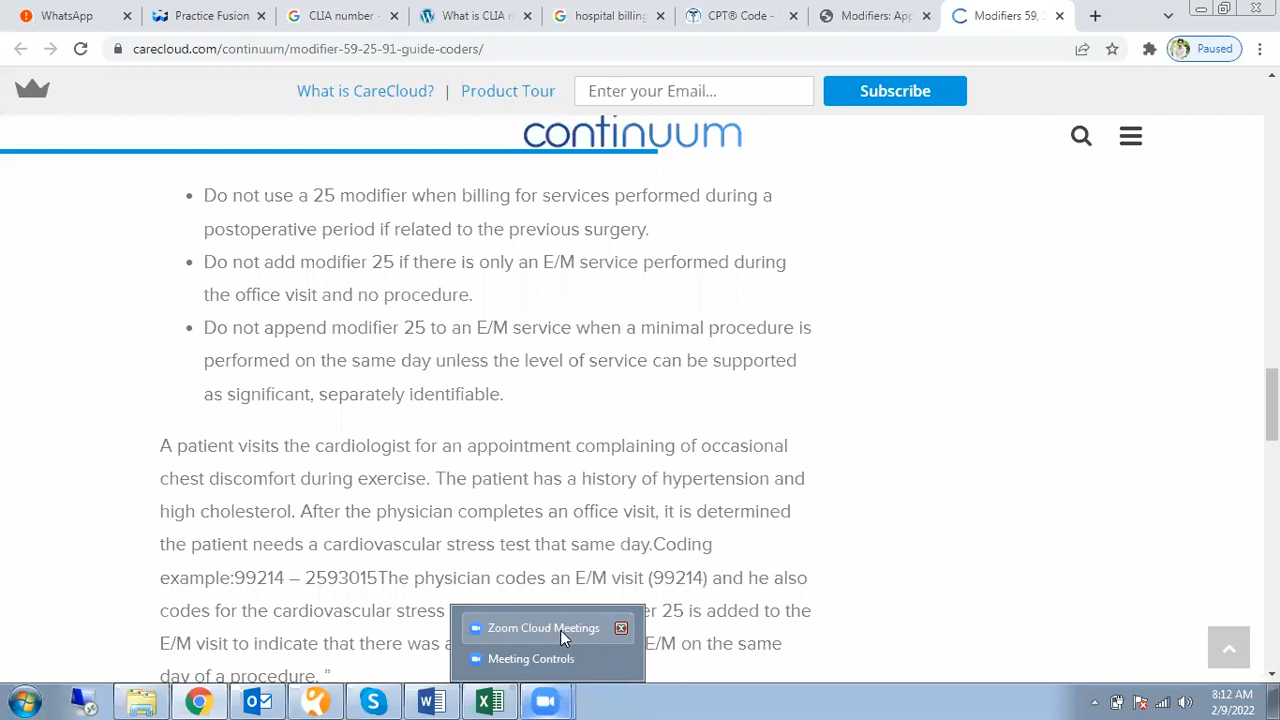 WhatsApp
Practice Fusion
CLIA number -
What is CLIA n
hospital billing
CPT® Code -
Modifiers: App
Modifiers 59, 2
carecloud.com/continuum/modifier-59-25-91-guide-coders/
Paused
What is CareCloud? | Product Tour
Enter your Email...
Subscribe
continuum
• Do not use a 25 modifier when billing for services performed during a
postoperative period if related to the previous surgery.
• Do not add modifier 25 if there is only an E/M service performed during
the office visit and no procedure.
• Do not append modifier 25 to an E/M service when a minimal procedure is
performed on the same day unless the level of service can be supported
as significant, separately identifiable.
A patient visits the cardiologist for an appointment complaining of occasional
chest discomfort during exercise. The patient has a history of hypertension and
high cholesterol. After the physician completes an office visit, it is determined
the patient needs a cardiovascular stress test that same day.Coding
example:99214 – 2593015The physician codes an E/M visit (99214) and he also
codes for the cardiovascular stress er 25 is added to the
E/M visit to indicate that there was a E/M on the same
day of a procedure. ”
Zoom Cloud Meetings
Meeting Controls
8:12 AM
2/9/2022